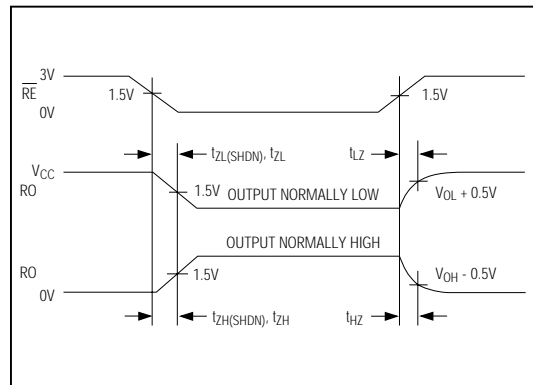 3V
RE
1.5V
1.5V
0V
tZL(SHDN), tZL
tLZ
VCC
RO
1.5V
OUTPUT NORMALLY LOW
VOL + 0.5V
OUTPUT NORMALLY HIGH
RO
1.5V
VOH - 0.5V
0V
tZH(SHDN), tZH
tHZ